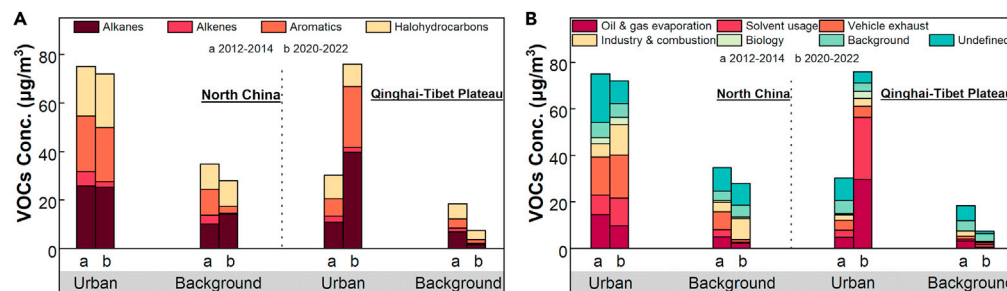 A
Alkanes Alkenes Aromatics Halohydrocarbons
a 2012-2014 b 2020-2022
North China
Qinghai-Tibet Plateau
VOCs Conc. (μg/m³)
80
60
40
20
0
a b a b a b a b
Urban Background Urban Background
B
Oil & gas evaporation Solvent usage Vehicle exhaust
Industry & combustion Biology Background Undefined
a 2012-2014 b 2020-2022
North China
Qinghai-Tibet Plateau
VOCs Conc. (μg/m³)
80
60
40
20
0
a b a b a b a b
Urban Background Urban Background